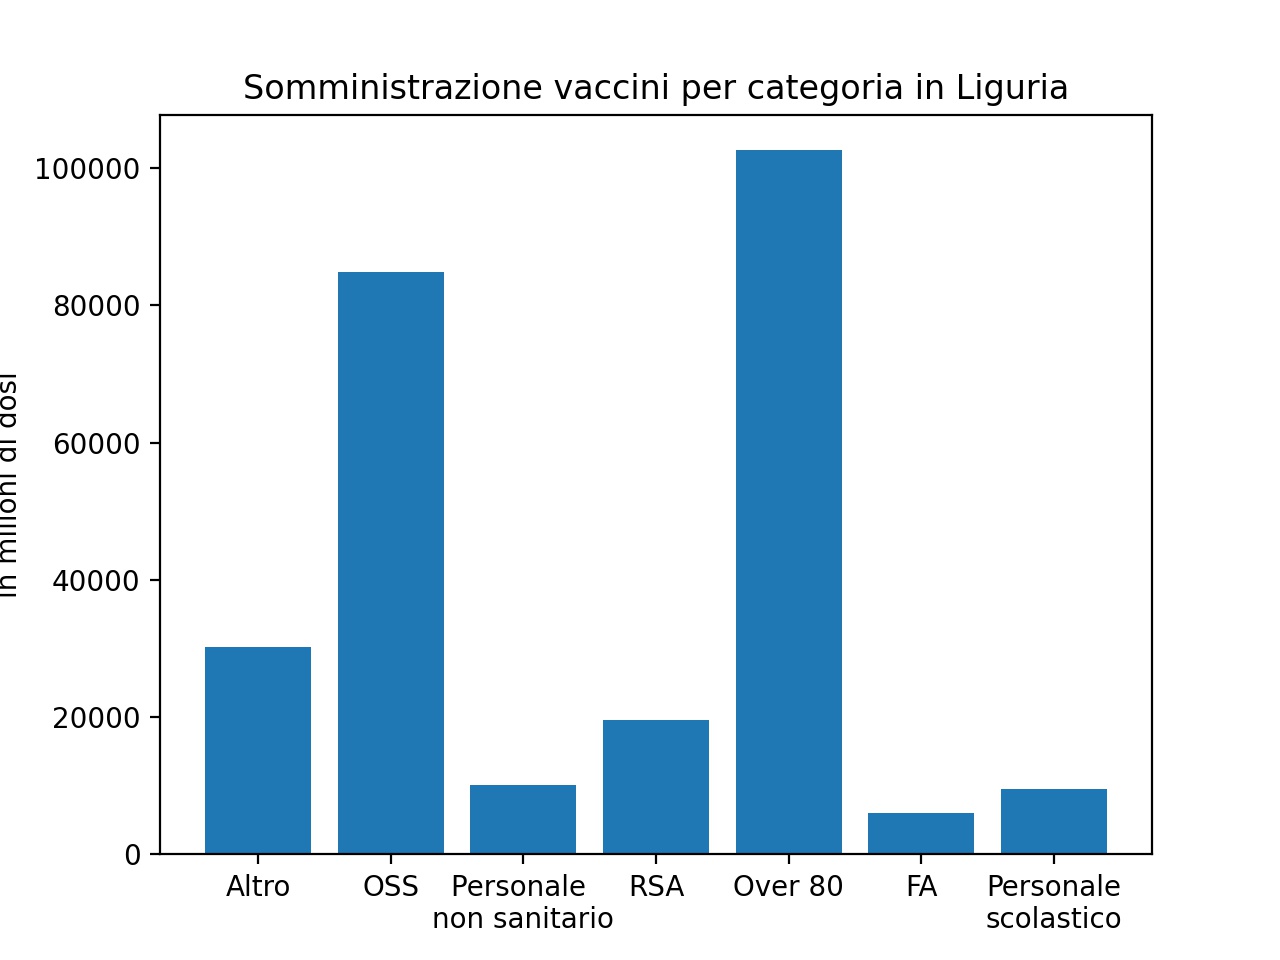 Somministrazione vaccini per categoria in Liguria
100000
80000
60000
40000
20000
0
in milioni di dosi
Altro
OSS
Personale
non sanitario
RSA
Over 80
FA
Personale
scolastico